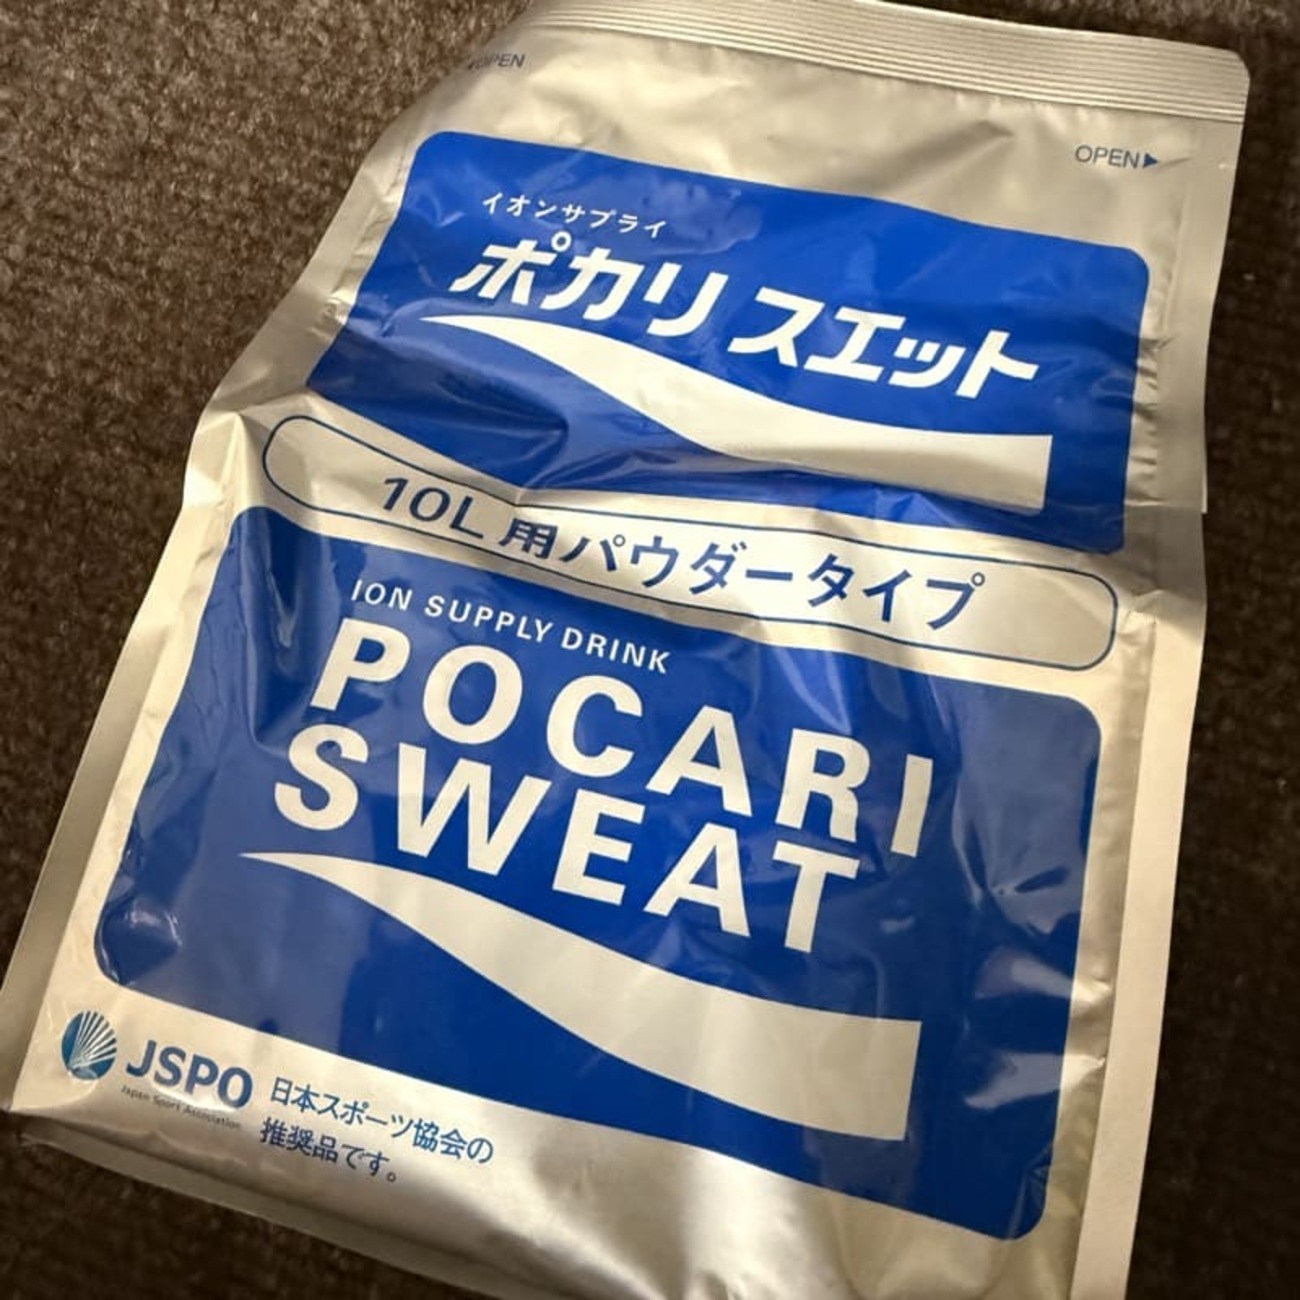 ◀OPEN
OPEN▶
イオンサプライ
ポカリ スエット
10L用パウダータイプ
ION SUPPLY DRINK
POCARI
SWEAT
JSPO
Japan Sport Association
日本スポーツ協会の
推奨品です。